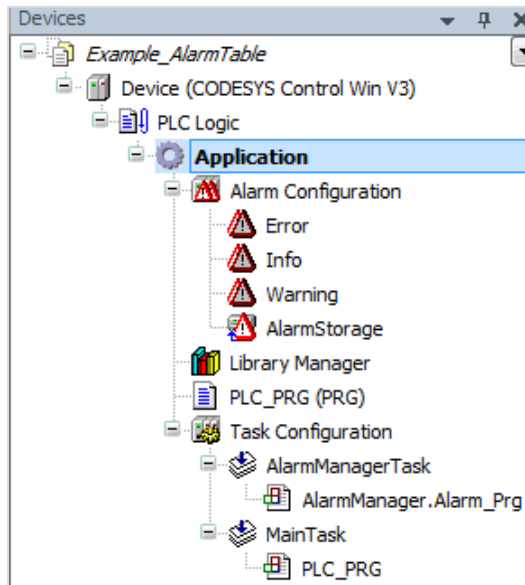 Devices
Example_AlarmTable
Device (CODESYS Control Win V3)
PLC Logic
Application
Alarm Configuration
Error
Info
Warning
AlarmStorage
Library Manager
PLC_PRG (PRG)
Task Configuration
AlarmManagerTask
AlarmManager.Alarm_Prg
MainTask
PLC_PRG